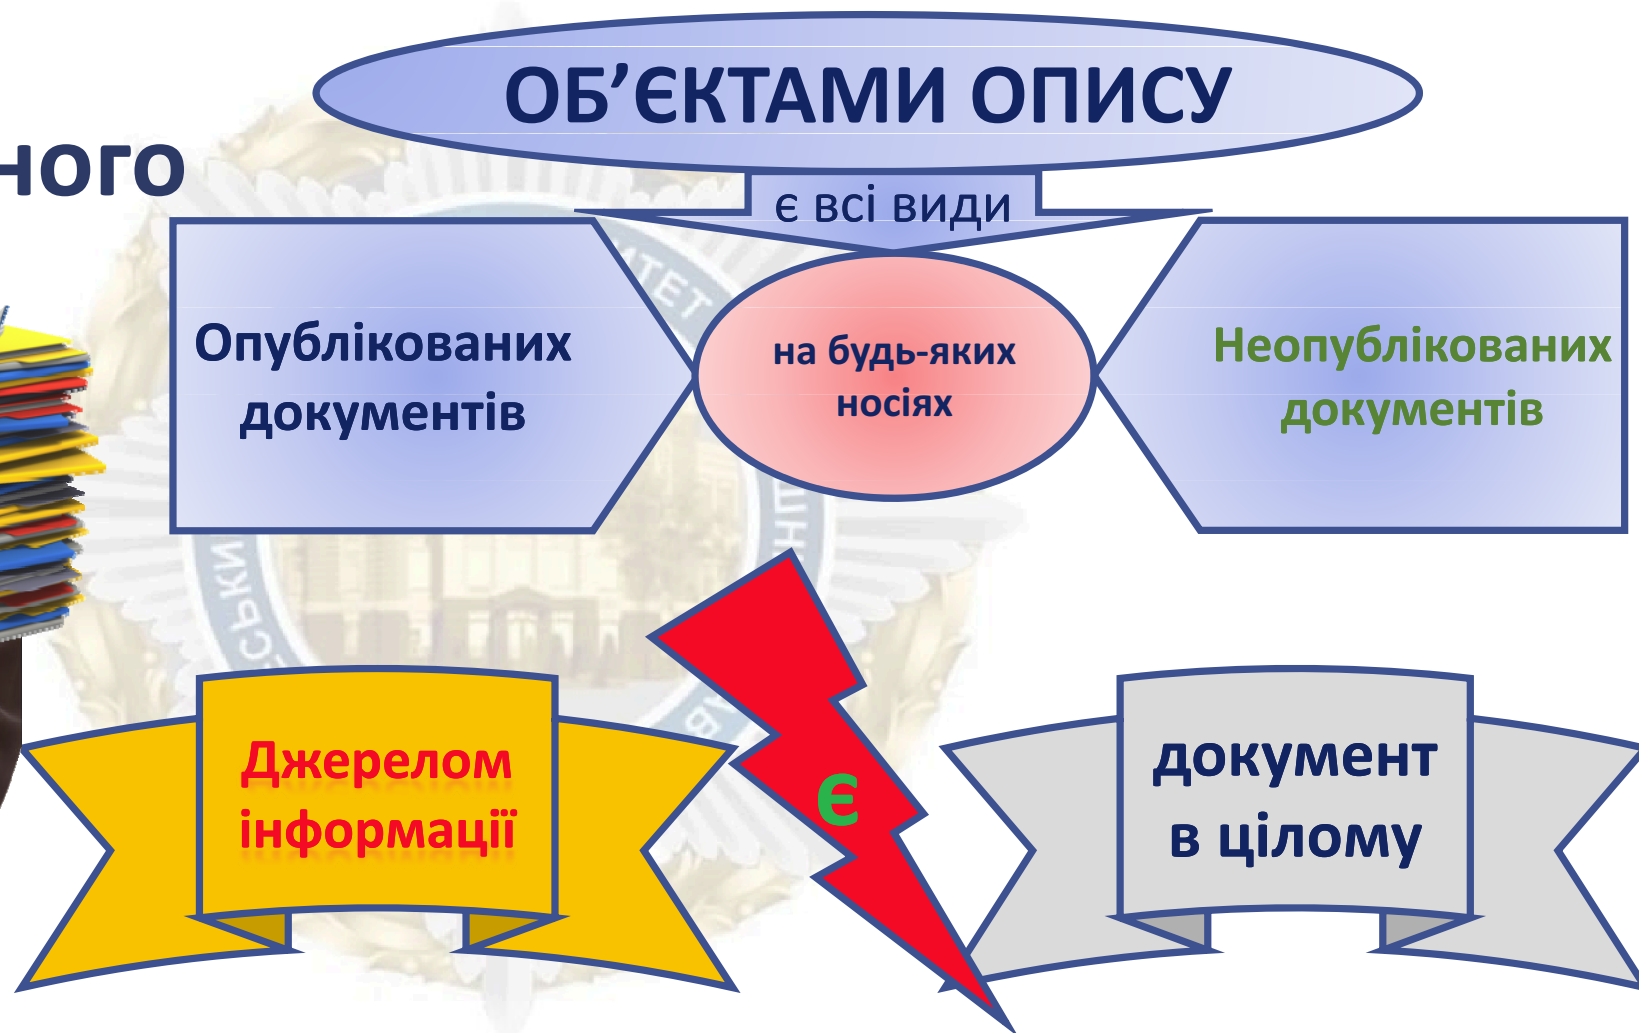 ОБ’ЄКТАМИ ОПИСУ
ного
є всі види
Опублікованих
документів
на будь-яких
носіях
Неопублікованих
документів
Джерелом
інформації
є
документ
в цілому